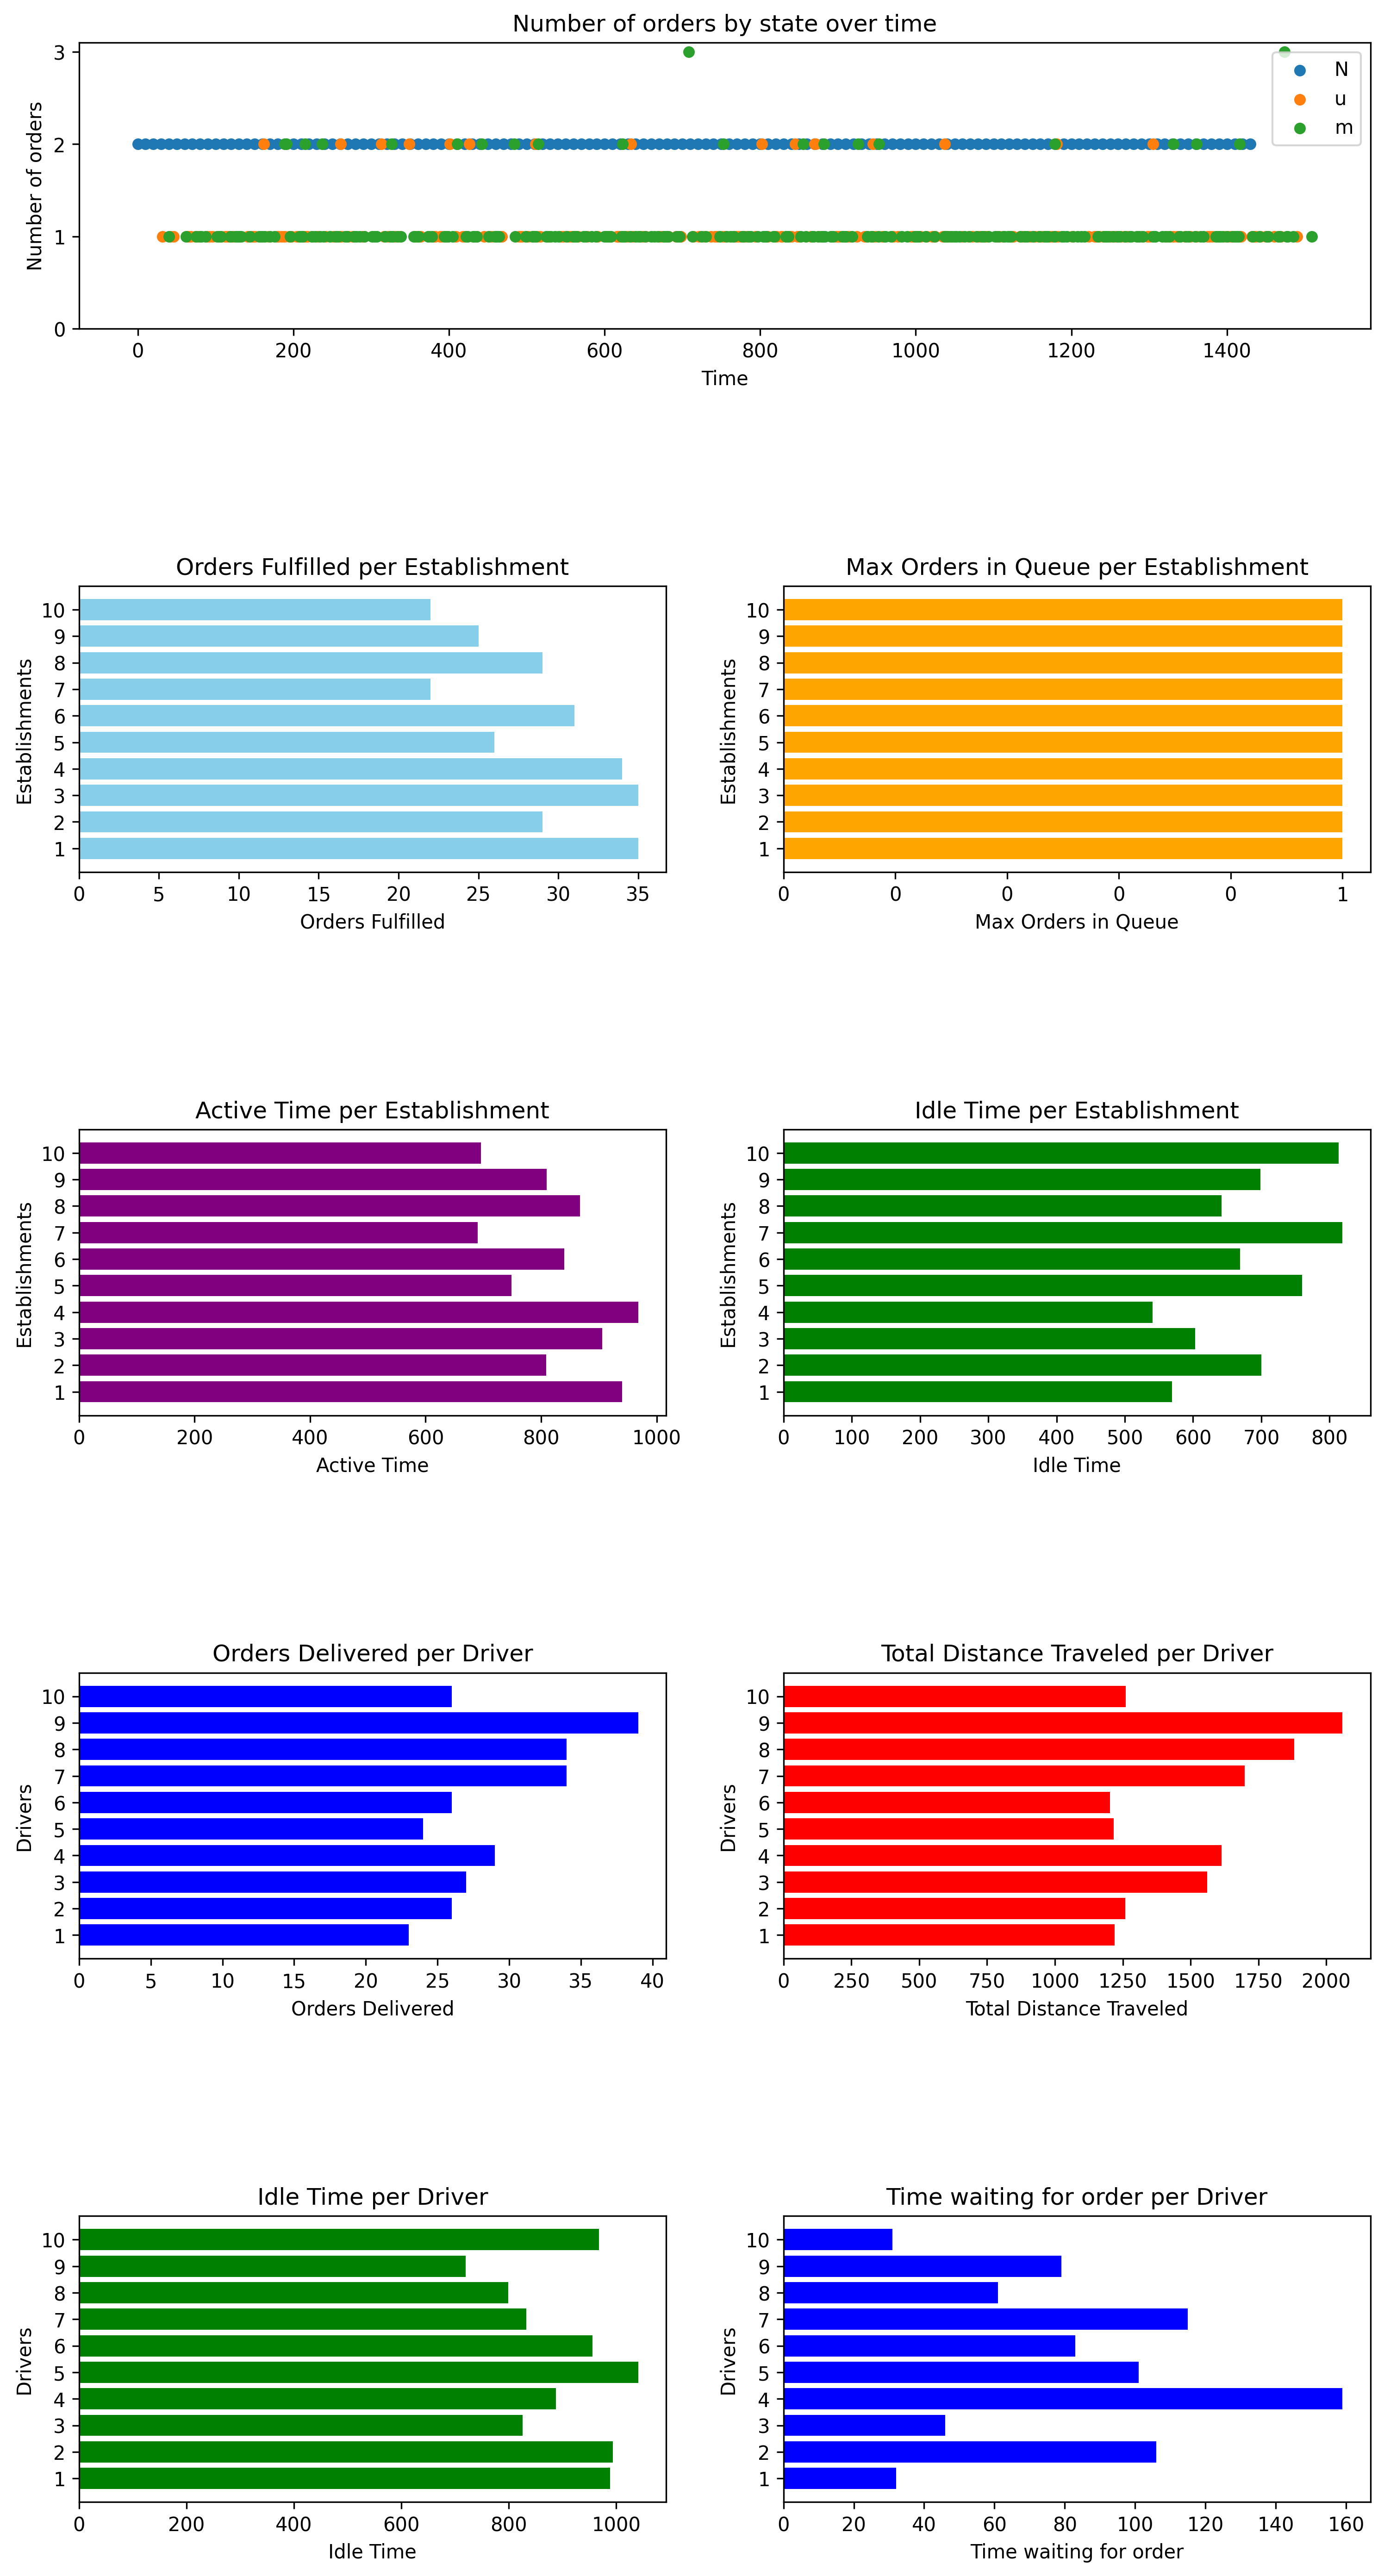 Number of orders by state over time
Number of orders
3
2
1
0
N
u
m
0 200 400 600 800 1000 1200 1400
Time
Orders Fulfilled per Establishment
Establishments
10
9
8
7
6
5
4
3
2
1
0 5 10 15 20 25 30 35
Orders Fulfilled
Max Orders in Queue per Establishment
Establishments
10
9
8
7
6
5
4
3
2
1
0 0 0 0 0 1
Max Orders in Queue
Active Time per Establishment
Establishments
10
9
8
7
6
5
4
3
2
1
0 200 400 600 800 1000
Active Time
Idle Time per Establishment
Establishments
10
9
8
7
6
5
4
3
2
1
0 100 200 300 400 500 600 700 800
Idle Time
Orders Delivered per Driver
Drivers
10
9
8
7
6
5
4
3
2
1
0 5 10 15 20 25 30 35 40
Orders Delivered
Total Distance Traveled per Driver
Drivers
10
9
8
7
6
5
4
3
2
1
0 250 500 750 1000 1250 1500 1750 2000
Total Distance Traveled
Idle Time per Driver
Drivers
10
9
8
7
6
5
4
3
2
1
0 200 400 600 800 1000
Idle Time
Time waiting for order per Driver
Drivers
10
9
8
7
6
5
4
3
2
1
0 20 40 60 80 100 120 140 160
Time waiting for order